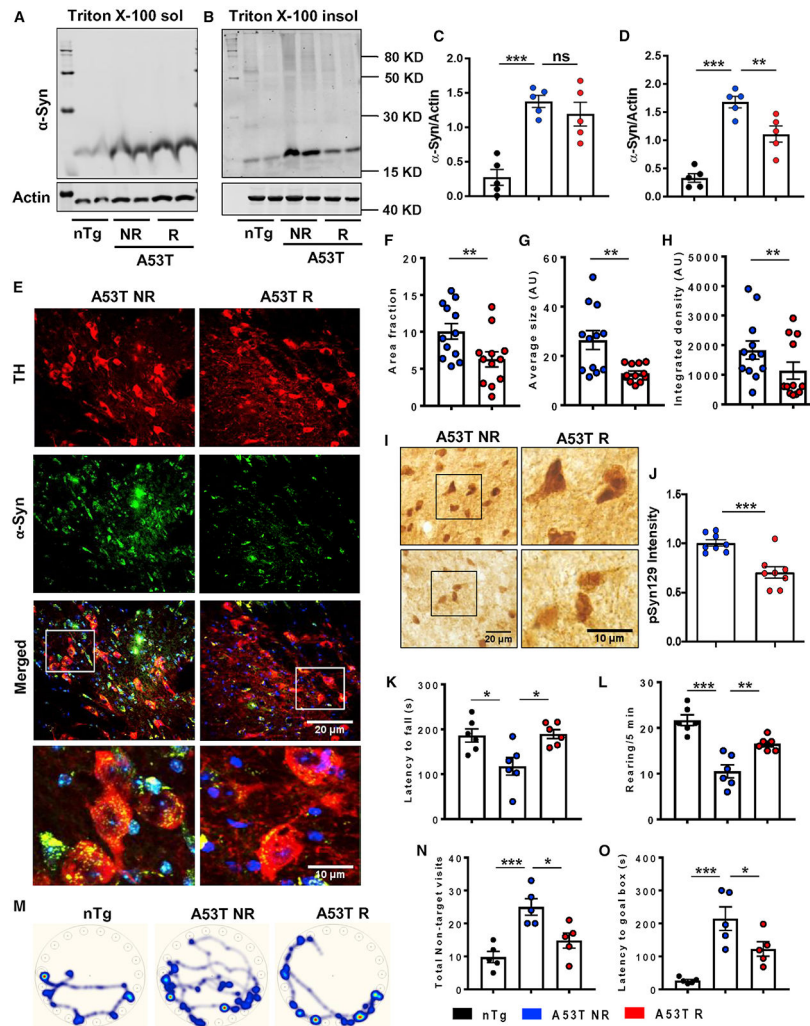 A Triton X-100 sol B Triton X-100 insol
α-Syn
80 KD
50 KD
30 KD
15 KD
Actin
40 KD
nTg NR R nTg NR R
A53T A53T
C
*** ns
α-Syn/Actin
2.0
1.5
1.0
0.5
0.0
D
*** **
α-Syn/Actin
2.0
1.5
1.0
0.5
0.0
E
A53T NR A53T R
TH
α-Syn
Merged
20 µm
10 µm
F
**
Area fraction
20
15
10
5
0
G
**
Average size (AU)
60
40
20
0
H
**
Integrated density (AU)
5000
4000
3000
2000
1000
0
I
A53T NR A53T R
20 µm 10 µm
J
***
pSyn129 Intensity
1.5
1.0
0.5
0.0
K
* *
Latency to fall (s)
300
200
100
0
L
*** **
Rearing/5 min
30
20
10
0
M
nTg A53T NR A53T R
N
*** *
Total Non-target visits
40
30
20
10
0
O
*** *
Latency to goal box (s)
400
300
200
100
0
nTg A53T NR A53T R